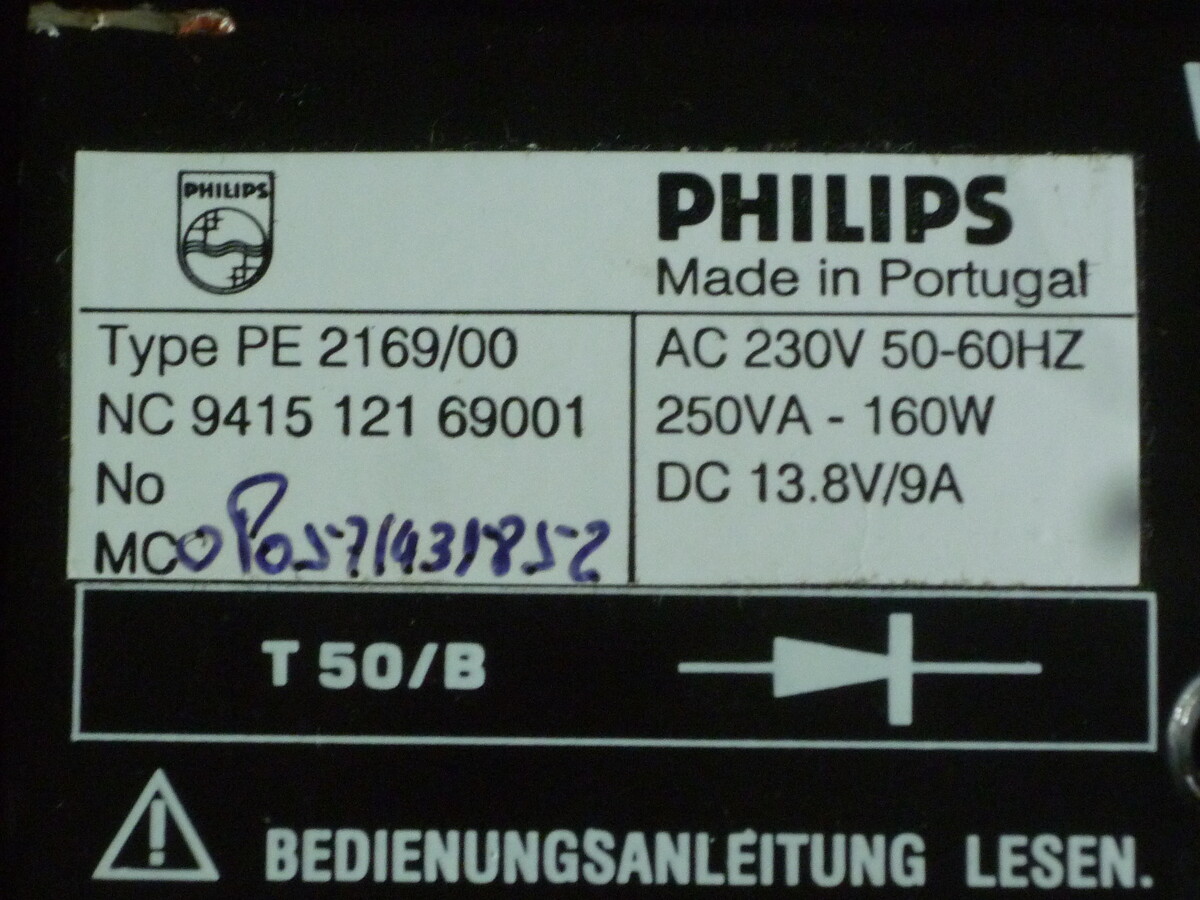 PHILIPS
PHILIPS
Made in Portugal
Type PE 2169/00
NC 9415 121 69001
No
MC
AC 230V 50-60HZ
250VA - 160W
DC 13.8V/9A
T 50/B
BEDIENUNGSANLEITUNG LESEN.